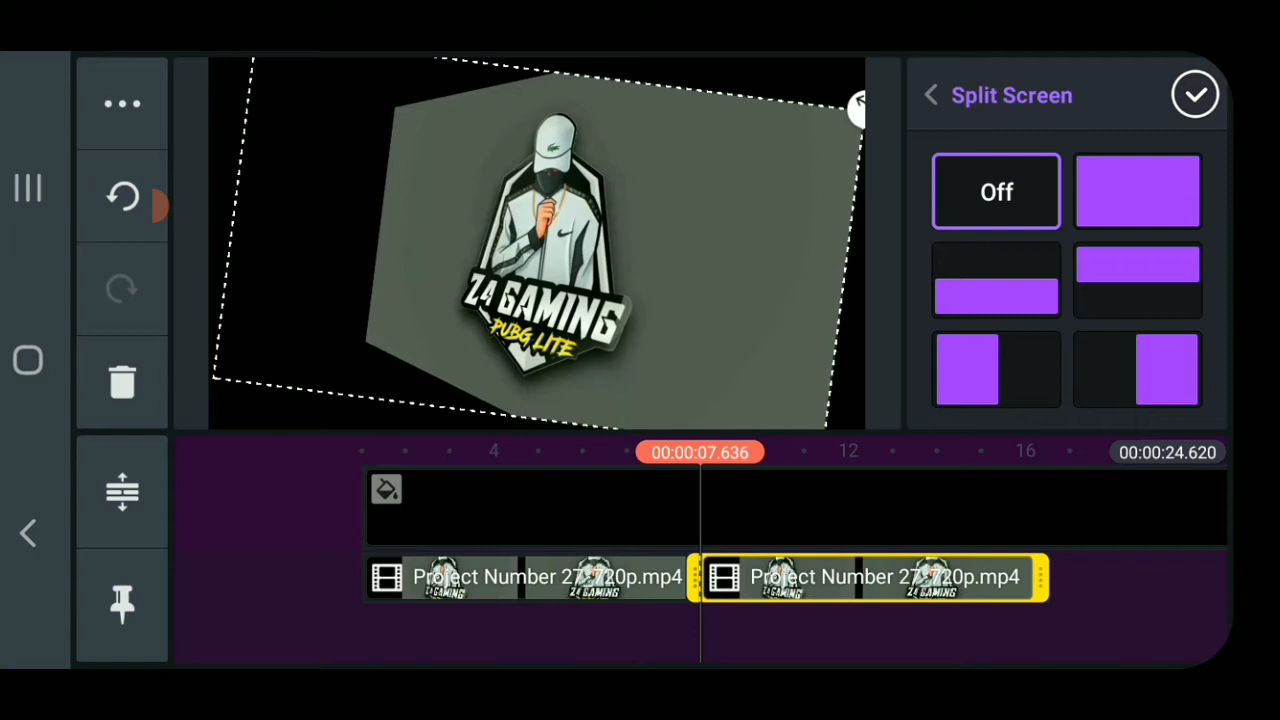 Split Screen
Off
Z4 GAMING
PUBG LITE
4
00:00:07.636
12
16
00:00:24.620
Project Number 27-720p.mp4
Project Number 27-720p.mp4